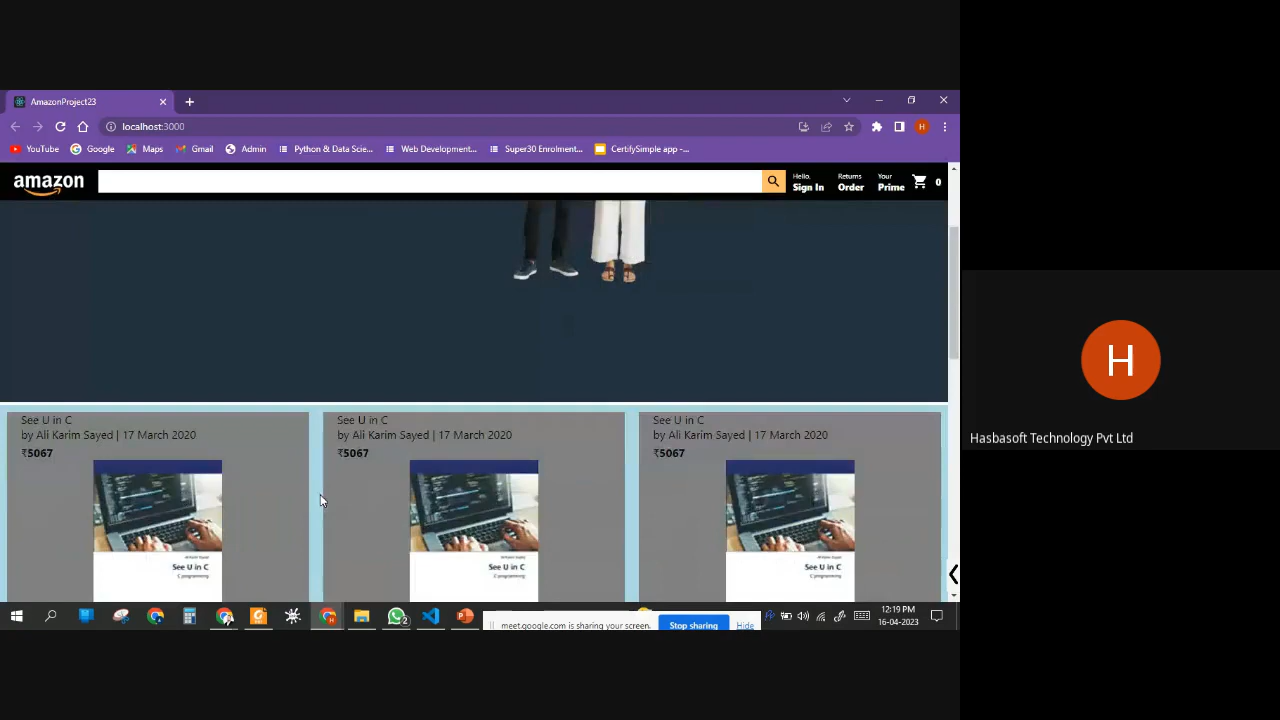 AmazonProject23
localhost:3000
H
YouTube Google Maps Gmail Admin Python & Data Scie... Web Development... Super30 Enrolment... CertifySimple app -...
amazon
Hello, Sign In
Returns Order
Your Prime
0
See U in C
by Ali Karim Sayed | 17 March 2020
₹5067
See U in C
C programming
See U in C
by Ali Karim Sayed | 17 March 2020
₹5067
See U in C
C programming
See U in C
by Ali Karim Sayed | 17 March 2020
₹5067
See U in C
C programming
meet.google.com is sharing your screen.
Stop sharing
Hide
2
12:19 PM
16-04-2023
H
Hasbasoft Technology Pvt Ltd